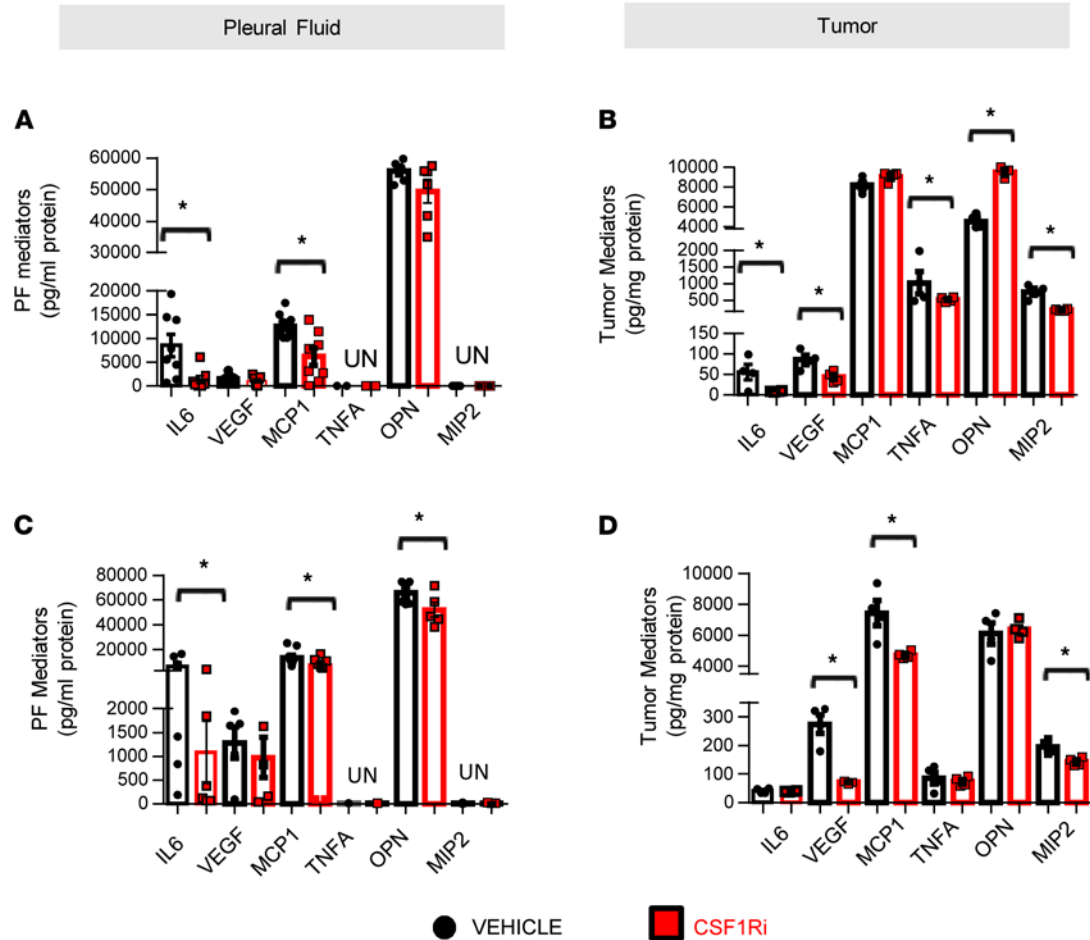 Pleural Fluid
Tumor
A
PF mediators
(pg/ml protein)
60000
50000
40000
30000
20000
15000
10000
5000
0
*
*
UN
UN
IL6
VEGF
MCP1
TNFA
OPN
MIP2
B
Tumor Mediators
(pg/mg protein)
10000
8000
6000
4000
2000
1500
1000
500
150
100
50
0
*
*
*
*
*
IL6
VEGF
MCP1
TNFA
OPN
MIP2
C
PF Mediators
(pg/ml protein)
80000
60000
40000
20000
2000
1500
1000
500
0
*
*
UN
*
UN
IL6
VEGF
MCP1
TNFA
OPN
MIP2
D
Tumor Mediators
(pg/mg protein)
10000
8000
6000
4000
300
200
100
0
*
*
*
IL6
VEGF
MCP1
TNFA
OPN
MIP2
VEHICLE
CSF1Ri